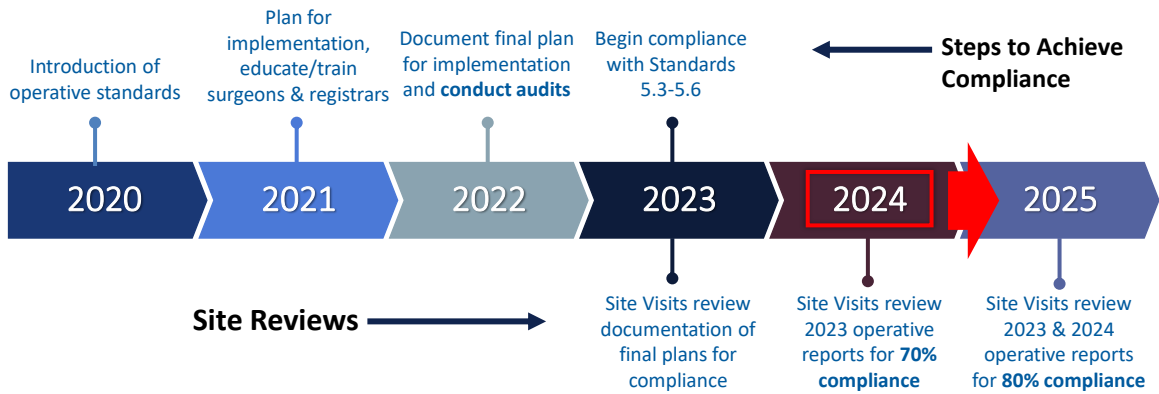 Introduction of
operative standards
Plan for
implementation,
educate/train
surgeons & registrars
Document final plan
for implementation
and conduct audits
Begin compliance
with Standards
5.3-5.6
Steps to Achieve
Compliance
2020
2021
2022
2023
2024
2025
Site Reviews
Site Visits review
documentation of
final plans for
compliance
Site Visits review
2023 operative
reports for 70%
compliance
Site Visits review
2023 & 2024
operative reports
for 80% compliance